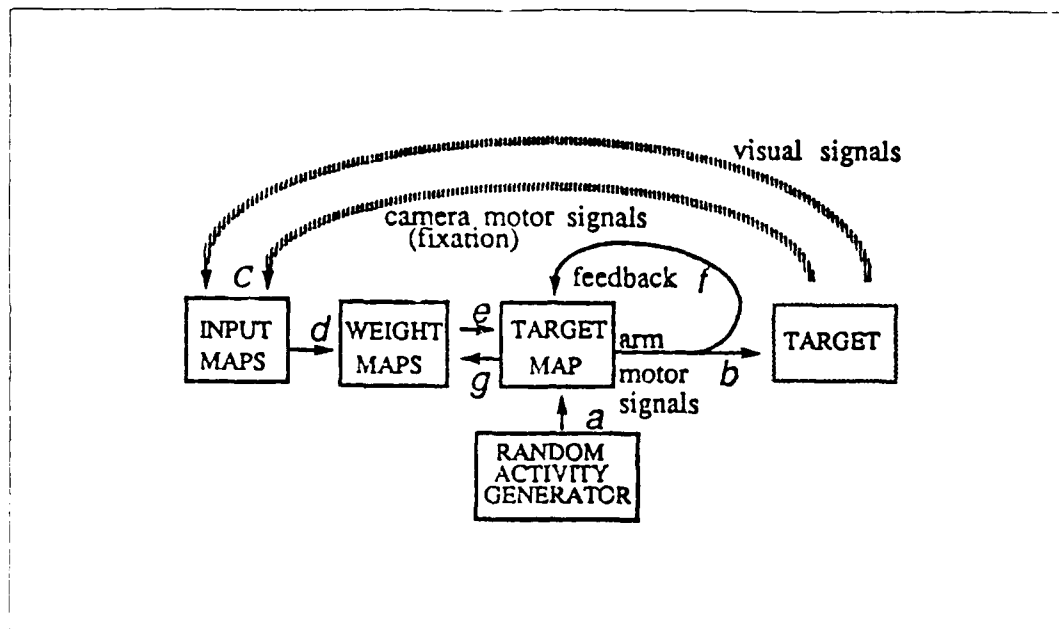 visual signals
camera motor signals
(fixation)
C
feedback f
INPUT
MAPS
d
WEIGHT
MAPS
e
g
TARGET
MAP
arm
motor
signals
b
TARGET
a
RANDOM
ACTIVITY
GENERATOR